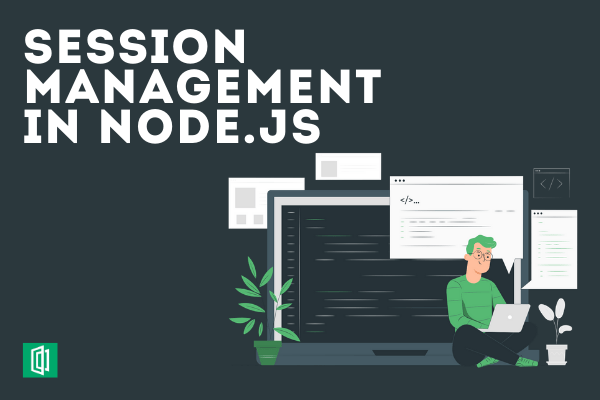 SESSION
MANAGEMENT
IN NODE.JS
</>...
</>